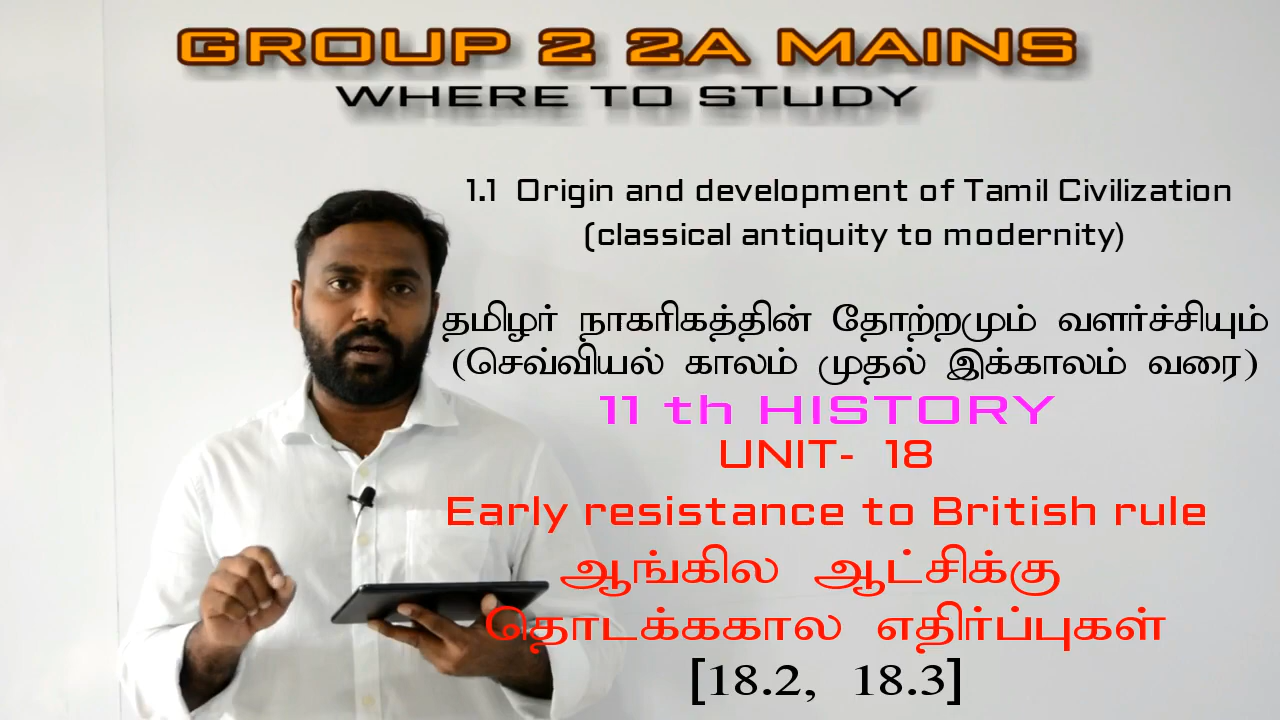 GROUP 2 2A MAINS
WHERE TO STUDY
1.1 Origin and development of Tamil Civilization
(classical antiquity to modernity)
தமிழர் நாகரிகத்தின் தோற்றமும் வளர்ச்சியும்
(செவ்வியல் காலம் முதல் இக்காலம் வரை)
11 th HISTORY
UNIT- 18
Early resistance to British rule
ஆங்கில ஆட்சிக்கு
தொடக்ககால எதிர்ப்புகள்
[18.2, 18.3]